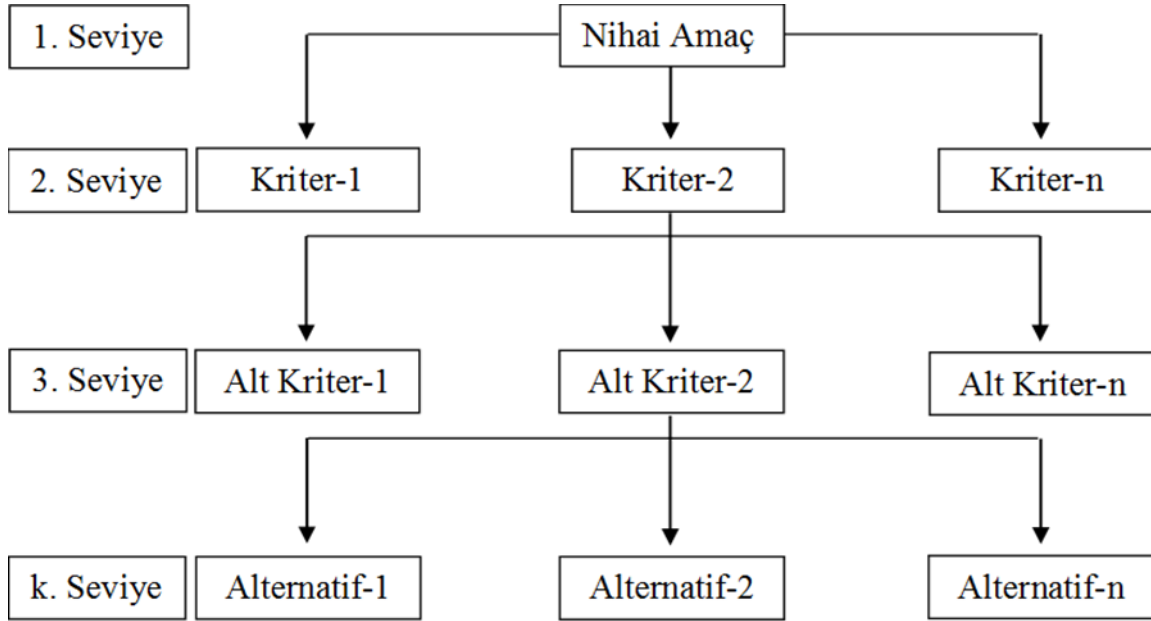 1. Seviye
Nihai Amaç
2. Seviye
Kriter-1
Kriter-2
Kriter-n
3. Seviye
Alt Kriter-1
Alt Kriter-2
Alt Kriter-n
k. Seviye
Alternatif-1
Alternatif-2
Alternatif-n